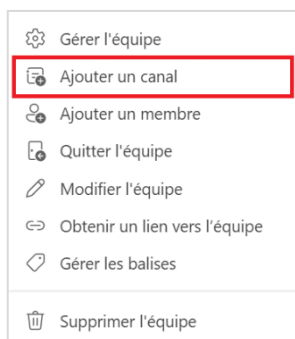 Gérer l'équipe
Ajouter un canal
Ajouter un membre
Quitter l'équipe
Modifier l'équipe
Obtenir un lien vers l'équipe
Gérer les balises
Supprimer l'équipe